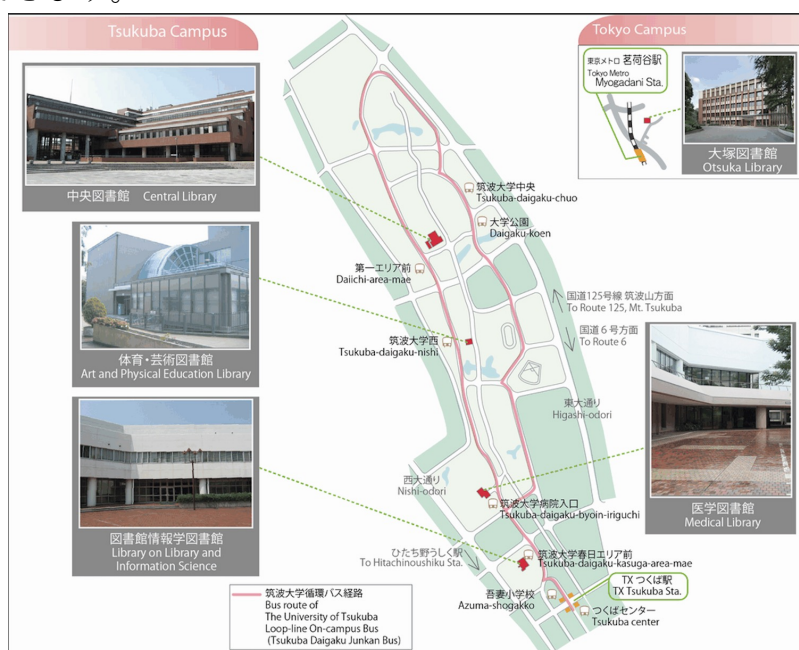 Tsukuba Campus
Tokyo Campus
東京メトロ 茗荷谷駅
Tokyo Metro
Myogadani Sta.
大塚図書館
Otsuka Library
中央図書館 Central Library
筑波大学中央
Tsukuba-daigaku-chuo
大学公園
Daigaku-koen
第一エリア前
Daiichi-area-mae
国道125号線 筑波山方面
To Route 125, Mt. Tsukuba
国道6号方面
To Route 6
筑波大学西
Tsukuba-daigaku-nishi
体育・芸術図書館
Art and Physical Education Library
東大通り
Higashi-odori
西大通り
Nishi-odori
筑波大学病院入口
Tsukuba-daigaku-byoin-iriguchi
医学図書館
Medical Library
図書館情報学図書館
Library on Library and
Information Science
ひたち野うしく駅
To Hitachinoushiku Sta.
筑波大学春日エリア前
Tsukuba-daigaku-kasuga-area-mae
吾妻小学校
Azuma-shogakko
TX つくば駅
TX Tsukuba Sta.
つくばセンター
Tsukuba center
筑波大学循環バス経路
Bus route of
The University of Tsukuba
Loop-line On-campus Bus
(Tsukuba Daigaku Junkan Bus)